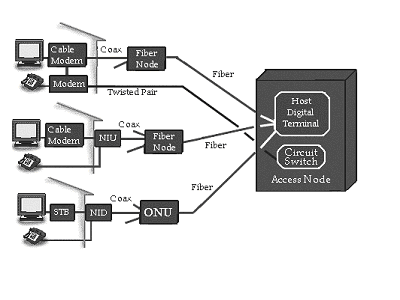 Cable
Modem
Coax
Fiber
Node
Modem
Twisted Pair
Fiber
Host
Digital
Terminal
Cable
Modem
NIU
Coax
Fiber
Node
Fiber
Circuit
Switch
Access Node
STB
NID
Coax
ONU
Fiber